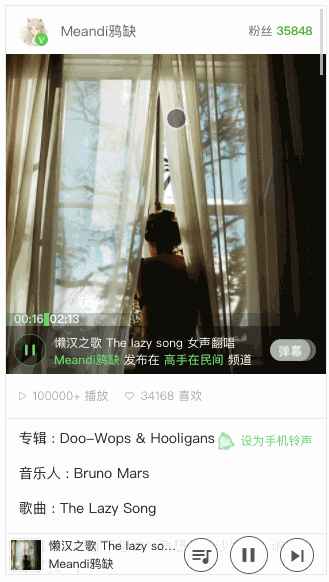 Meandi鸦缺
粉丝 35848
00:16 02:13
懒汉之歌 The lazy song 女声翻唱
Meandi鸦缺 发布在 高手在民间 频道
弹幕
100000+ 播放
34168 喜欢
专辑 : Doo-Wops & Hooligans
设为手机铃声
音乐人 : Bruno Mars
歌曲 : The Lazy Song
懒汉之歌 The lazy so...
Meandi鸦缺